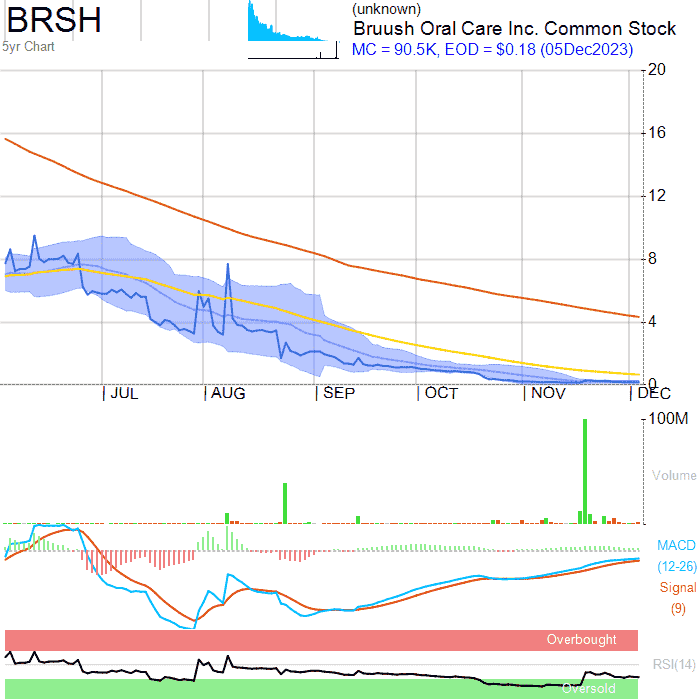 BRSH
5yr Chart
(unknown)
Bruush Oral Care Inc. Common Stock
MC = 90.5K, EOD = $0.18 (05Dec2023)
20
16
12
8
4
0
JUL AUG SEP OCT NOV DEC
100M
Volume
MACD
(12-26)
Signal
(9)
Overbought
RSI(14)
Oversold